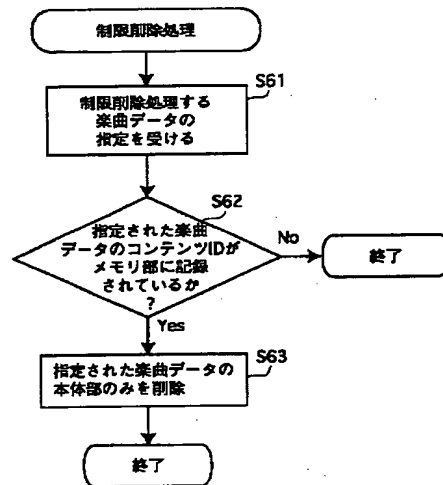 制限削除処理
S61
制限削除処理する
楽曲データの
指定を受ける
S62
指定された楽曲
データのコンテンツIDが
メモリ部に記録
されているか
?
No
終了
Yes
S63
指定された楽曲データの
本体部のみを削除
終了